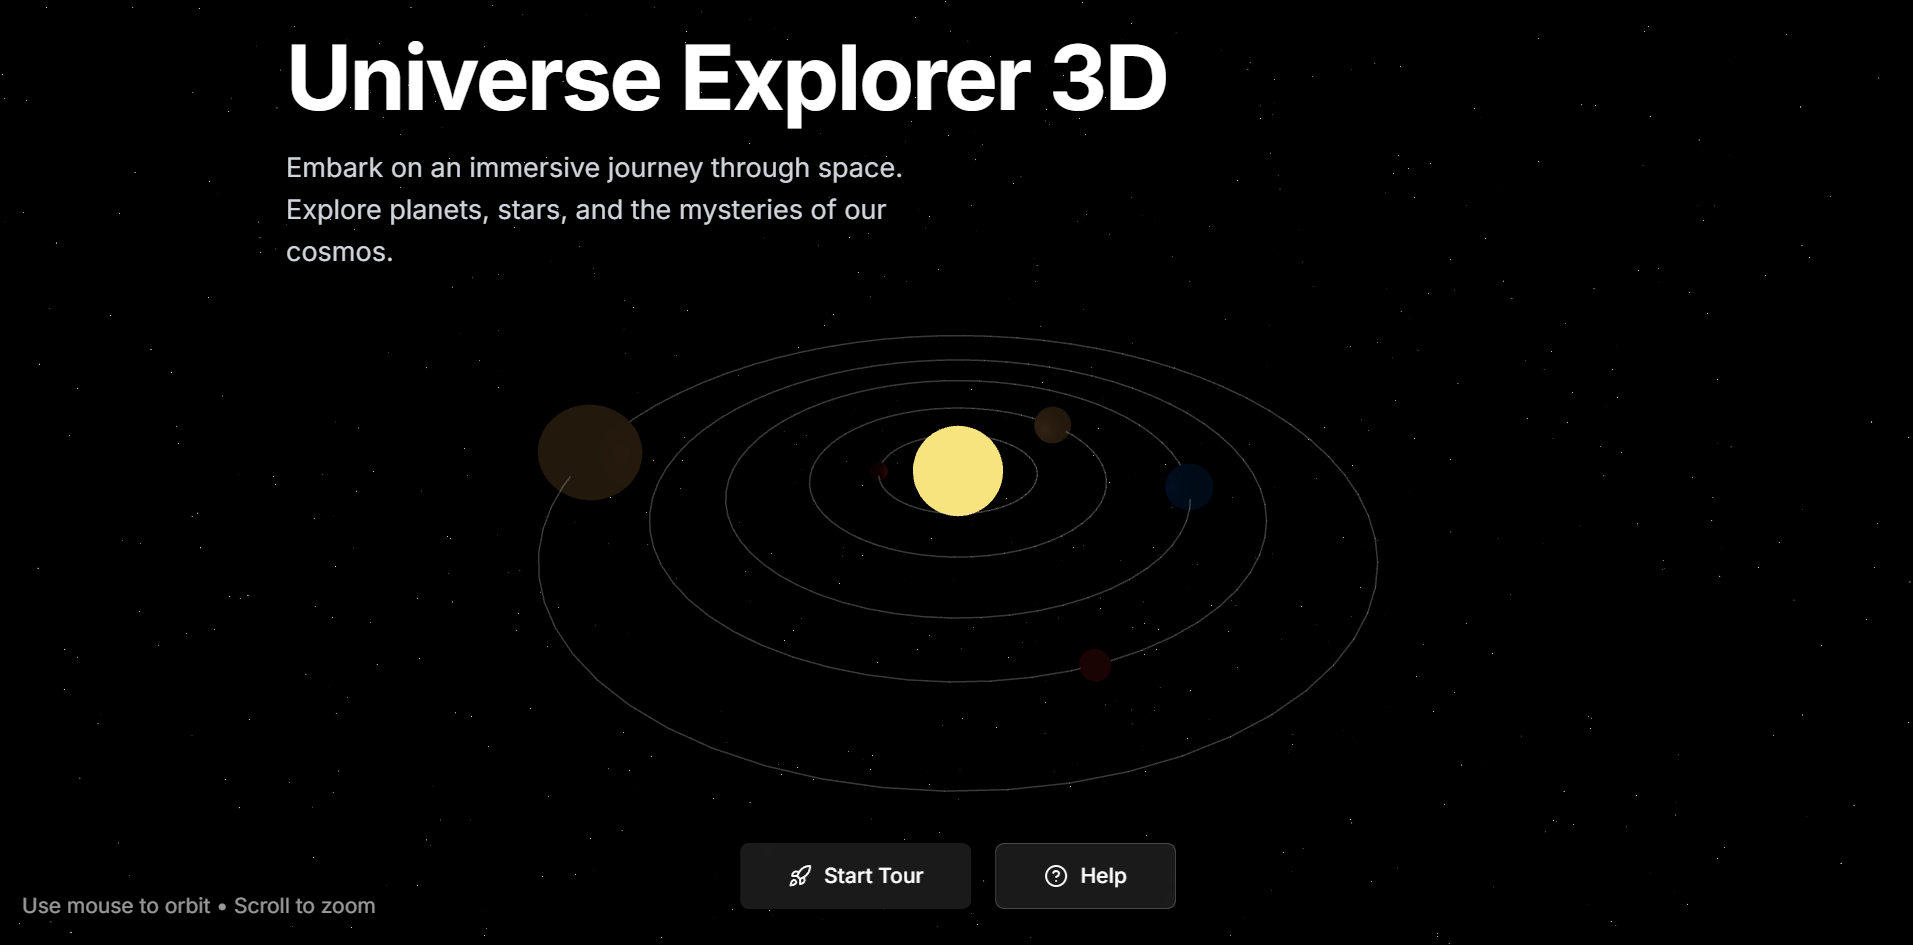 Universe Explorer 3D
Embark on an immersive journey through space.
Explore planets, stars, and the mysteries of our
cosmos.
Start Tour
Help
Use mouse to orbit • Scroll to zoom